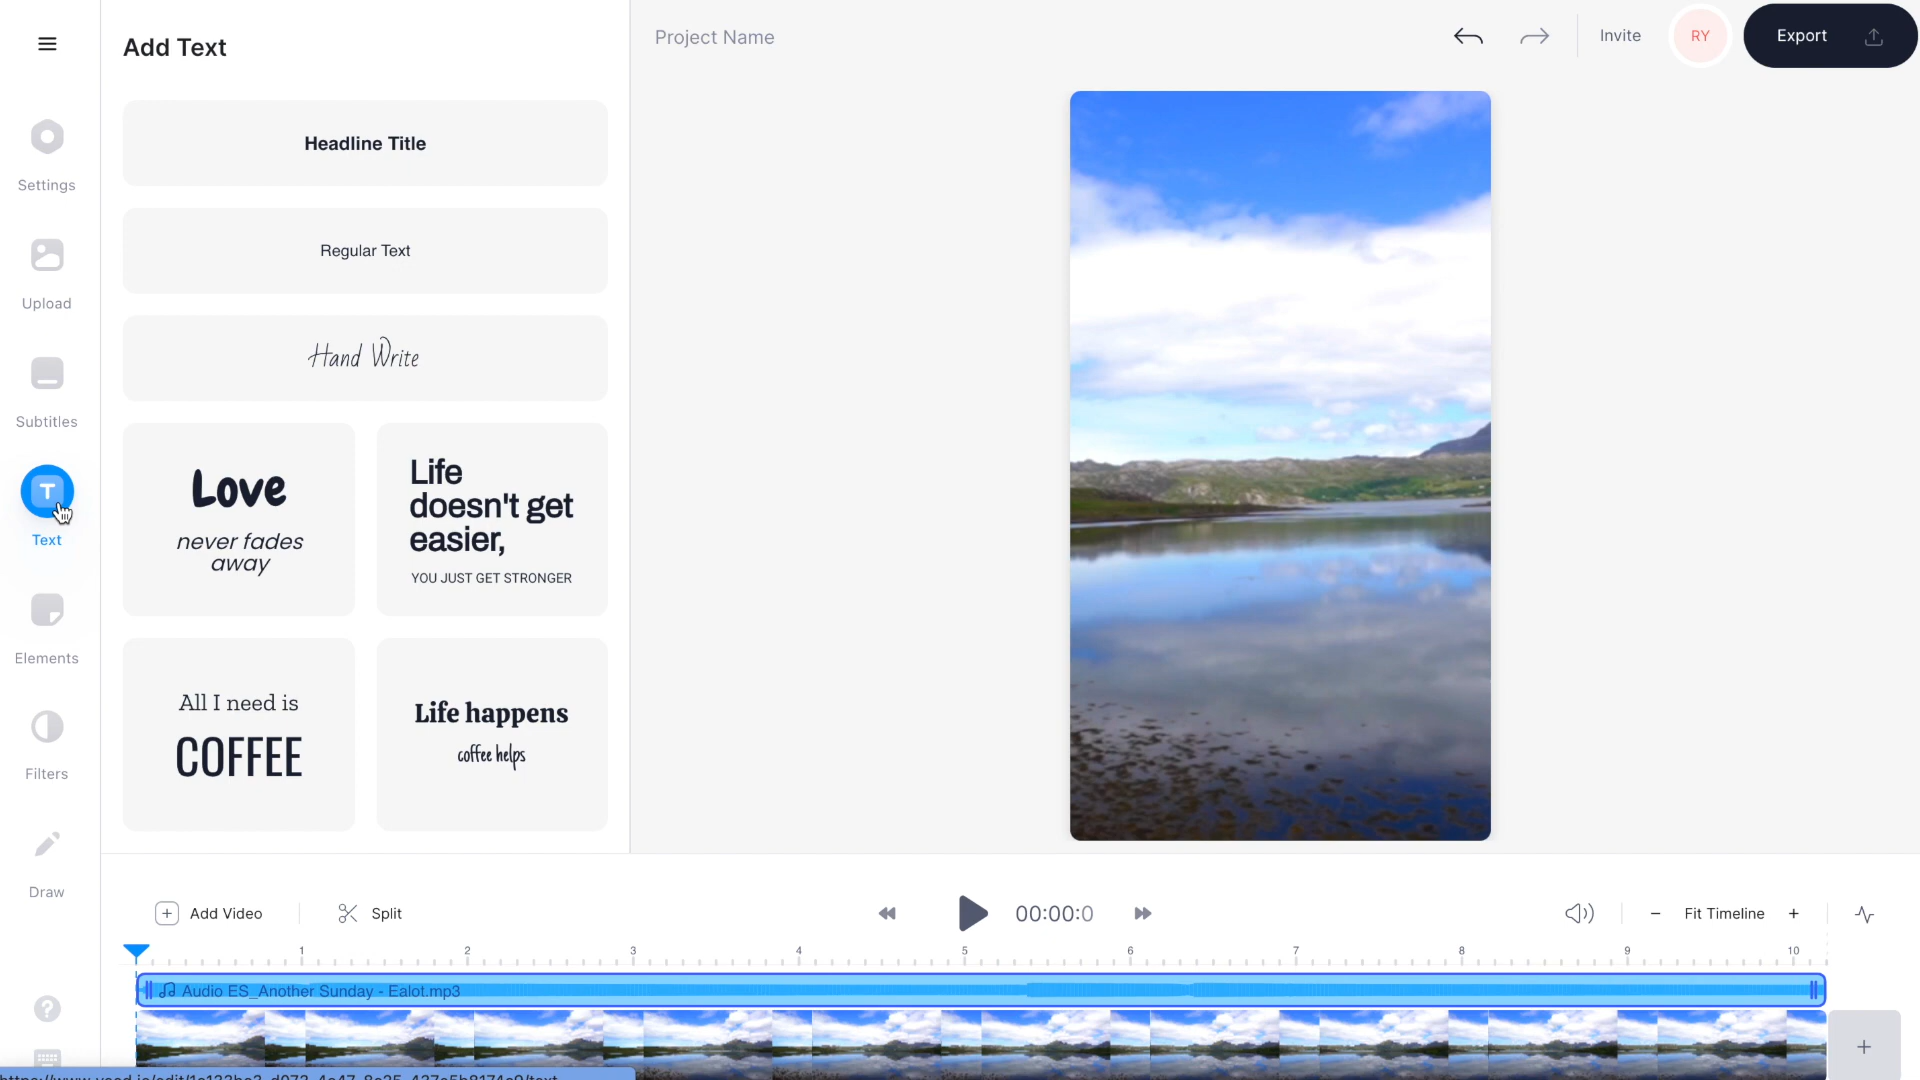 Add Text
Project Name
Invite
RY
Export
Headline Title
Settings
Regular Text
Upload
Hand Write
Subtitles
Love
never fades
away
Life
doesn't get
easier,
YOU JUST GET STRONGER
Text
Elements
All I need is
COFFEE
Life happens
coffee helps
Filters
Draw
Add Video
Split
00:00:0
Fit Timeline
1 2 3 4 5 6 7 8 9 10
Audio ES_Another Sunday - Ealot.mp3